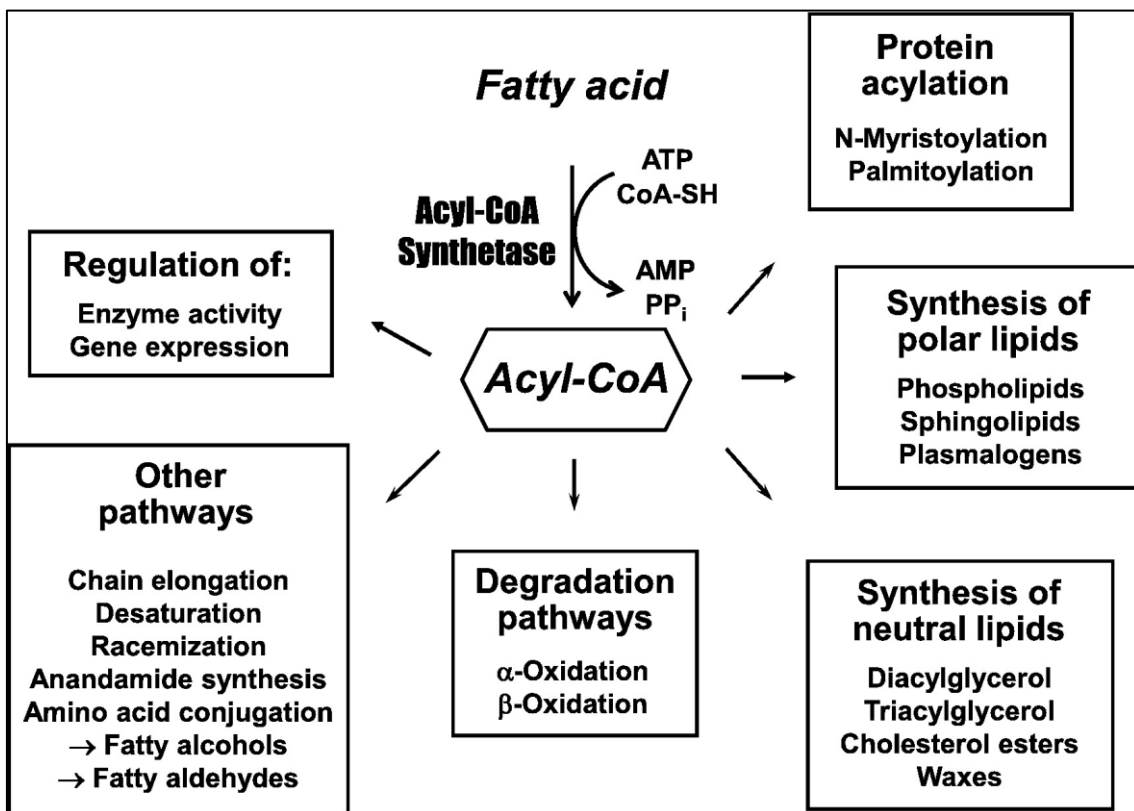 Fatty acid
ATP
CoA-SH
Acyl-CoA
Synthetase
AMP
PPi
Acyl-CoA
Protein
acylation
N-Myristoylation
Palmitoylation
Regulation of:
Enzyme activity
Gene expression
Synthesis of
polar lipids
Phospholipids
Sphingolipids
Plasmalogens
Other
pathways
Chain elongation
Desaturation
Racemization
Anandamide synthesis
Amino acid conjugation
→ Fatty alcohols
→ Fatty aldehydes
Degradation
pathways
α-Oxidation
β-Oxidation
Synthesis of
neutral lipids
Diacylglycerol
Triacylglycerol
Cholesterol esters
Waxes